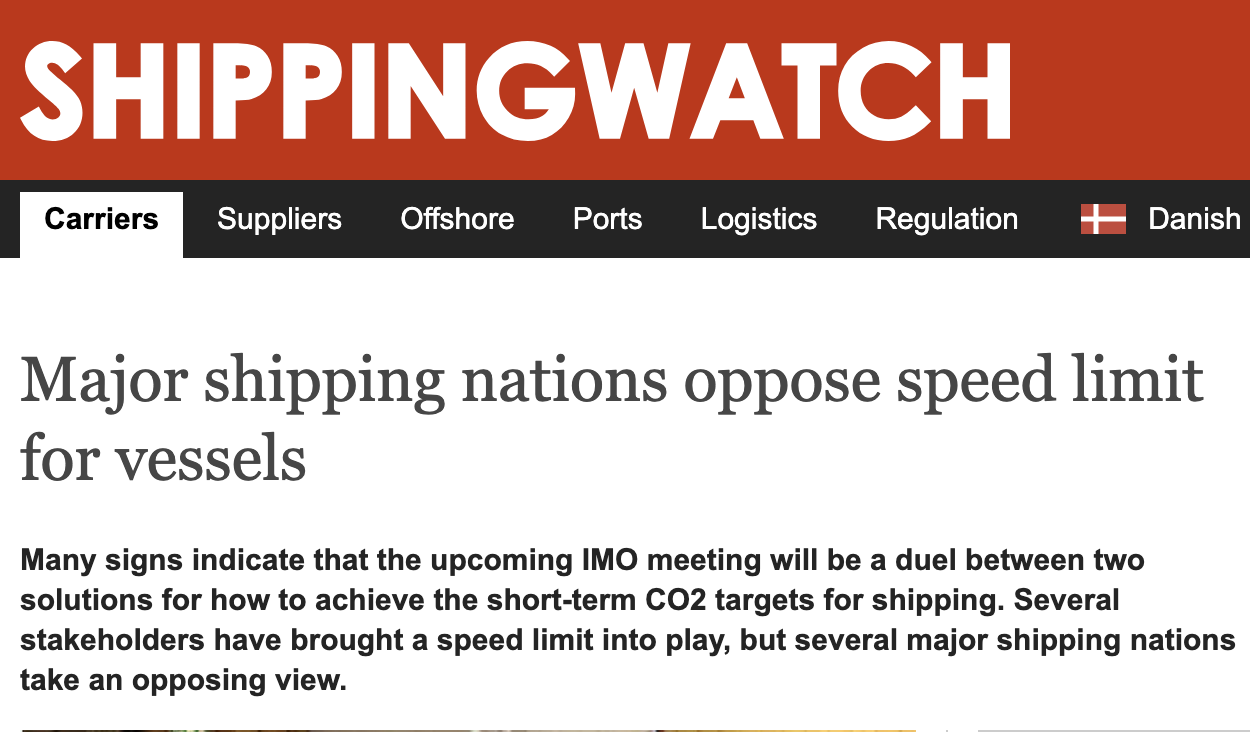 SHIPPINGWATCH
Carriers Suppliers Offshore Ports Logistics Regulation Danish
Major shipping nations oppose speed limit
for vessels
Many signs indicate that the upcoming IMO meeting will be a duel between two
solutions for how to achieve the short-term CO2 targets for shipping. Several
stakeholders have brought a speed limit into play, but several major shipping nations
take an opposing view.